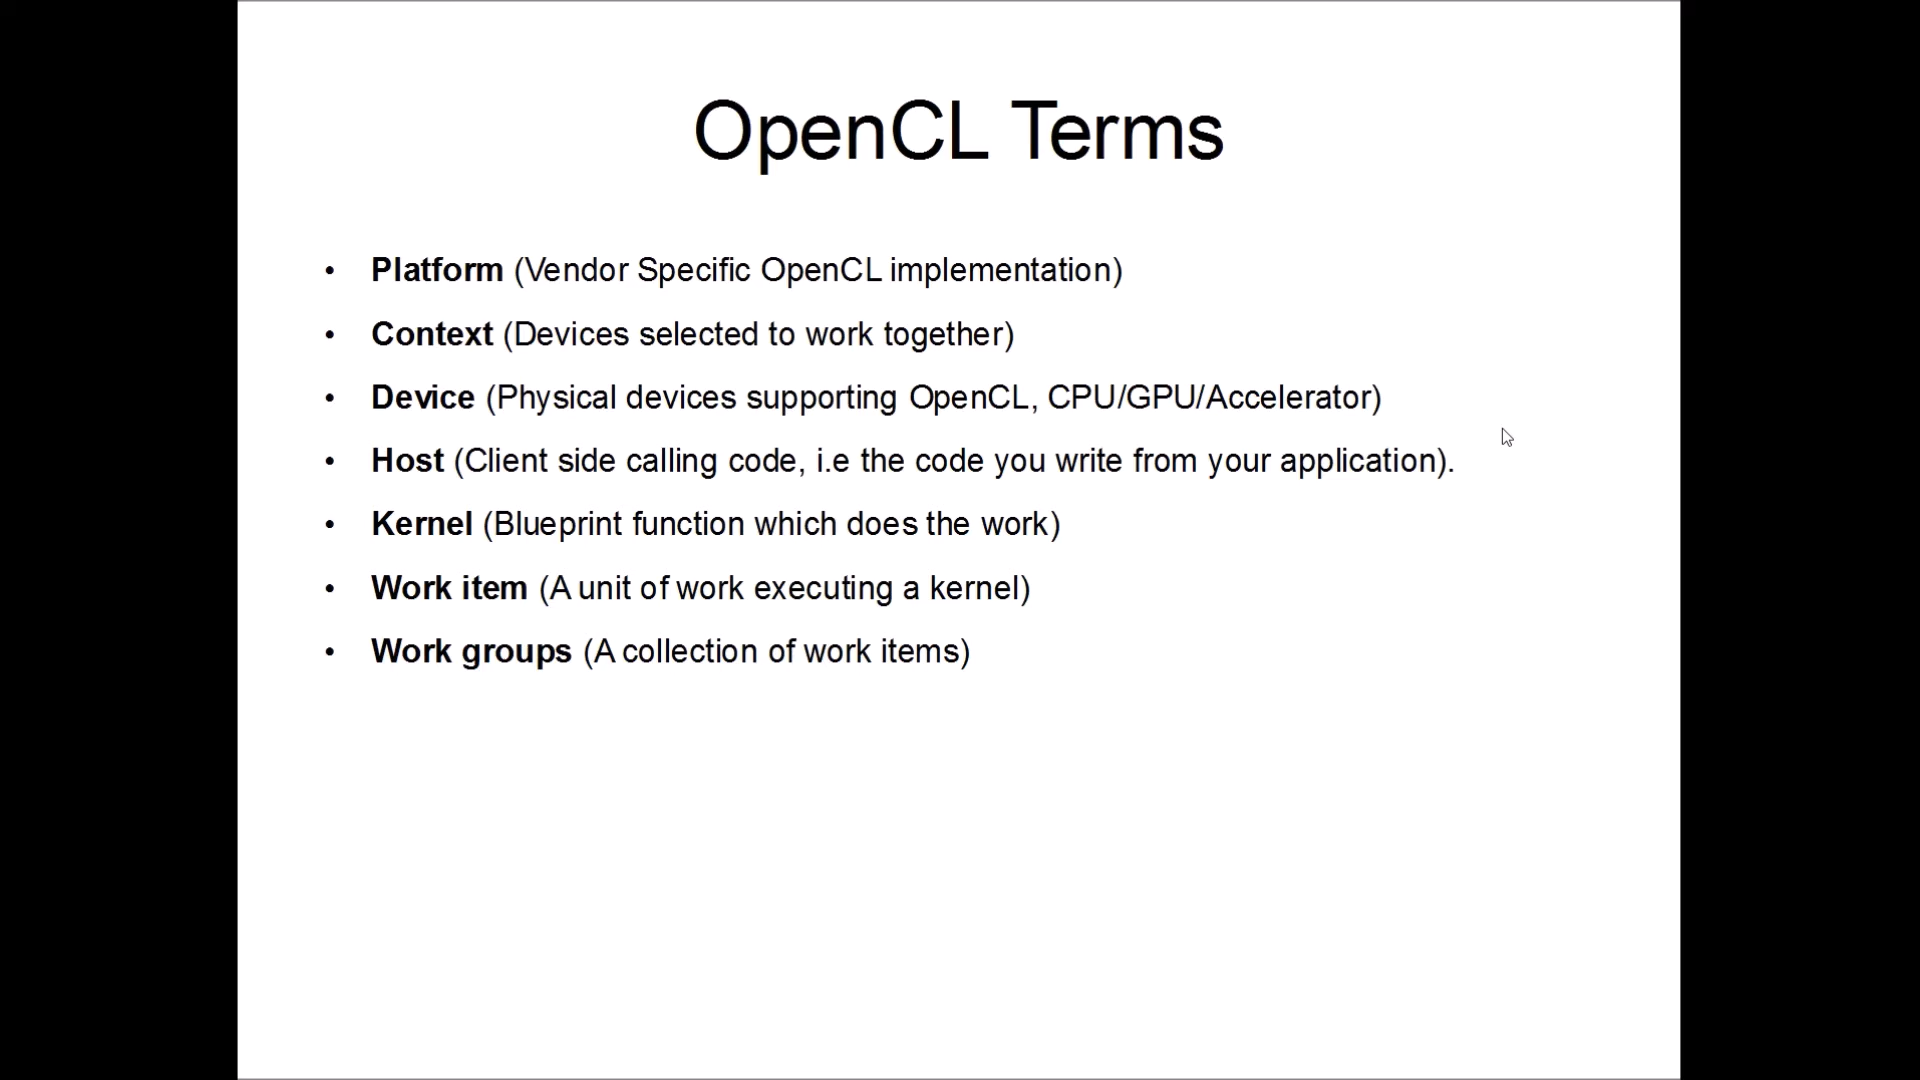 OpenCL Terms
• Platform (Vendor Specific OpenCL implementation)
• Context (Devices selected to work together)
• Device (Physical devices supporting OpenCL, CPU/GPU/Accelerator)
• Host (Client side calling code, i.e the code you write from your application).
• Kernel (Blueprint function which does the work)
• Work item (A unit of work executing a kernel)
• Work groups (A collection of work items)